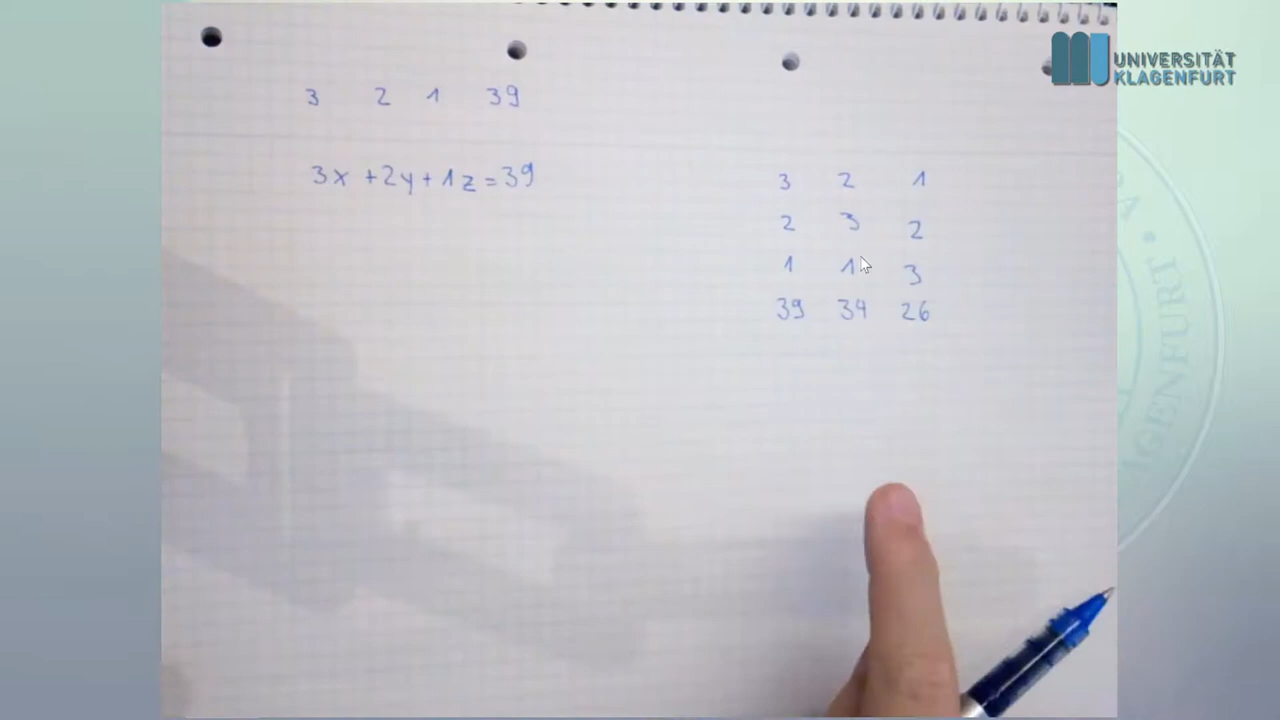 UNIVERSITÄT
KLAGENFURT
3 2 1 39
3x + 2y + 1z = 39
3 2 1
2 3 2
1 1 3
39 34 26
AGENFURT